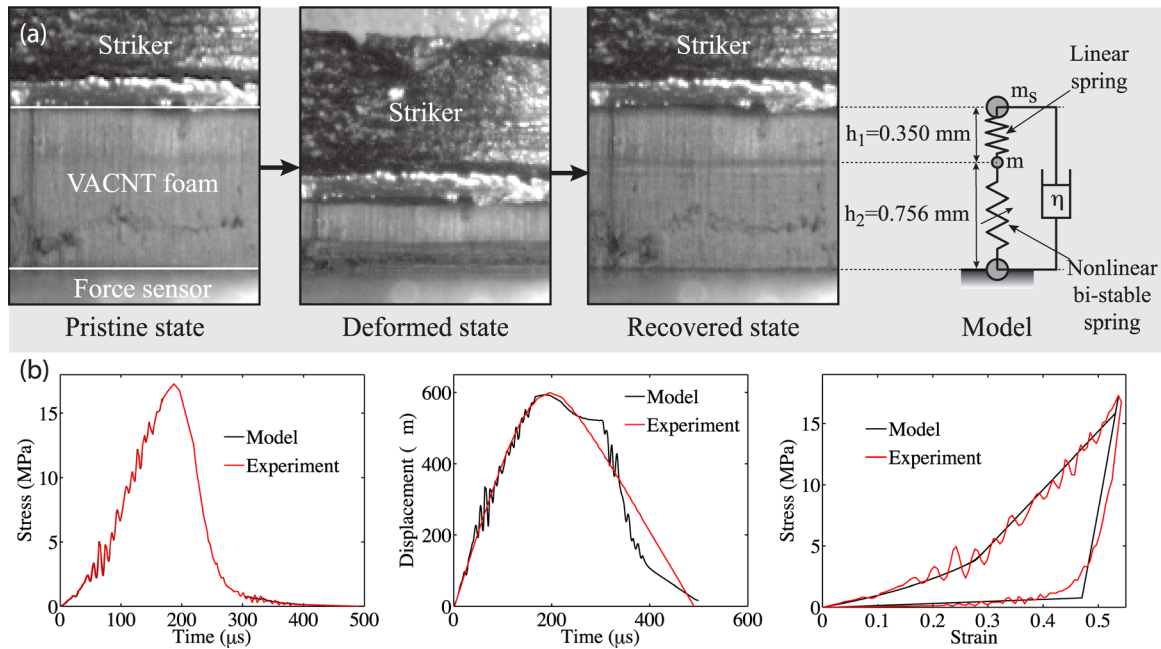 (a)
Striker
VACNT foam
Force sensor
Pristine state
Striker
Deformed state
Striker
Recovered state
Linear
spring
mS
h1=0.350 mm
m
h2=0.756 mm
η
Nonlinear
bi-stable
spring
Model
(b)
Stress (MPa)
15
10
5
0
0 100 200 300 400 500
Time (μs)
Model
Experiment
Displacement ( m)
600
400
200
0
0 200 400 600
Time (μs)
Model
Experiment
Stress (MPa)
15
10
5
0
0 0.1 0.2 0.3 0.4 0.5
Strain
Model
Experiment